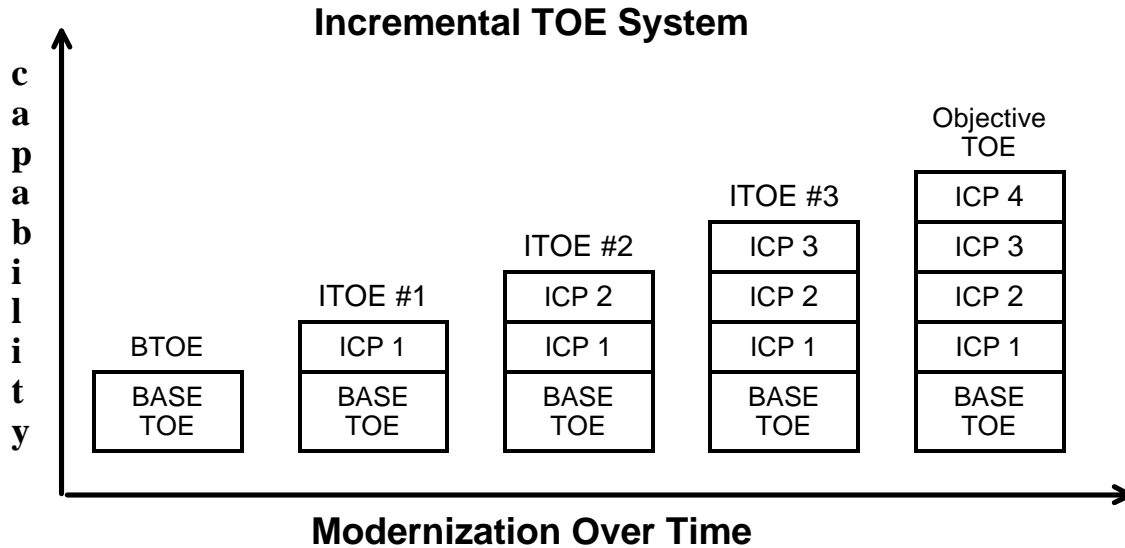 Incremental TOE System
capability
BTOE
BASE
TOE
ITOE #1
ICP 1
BASE
TOE
ITOE #2
ICP 2
ICP 1
BASE
TOE
ITOE #3
ICP 3
ICP 2
ICP 1
BASE
TOE
Objective
TOE
ICP 4
ICP 3
ICP 2
ICP 1
BASE
TOE
Modernization Over Time